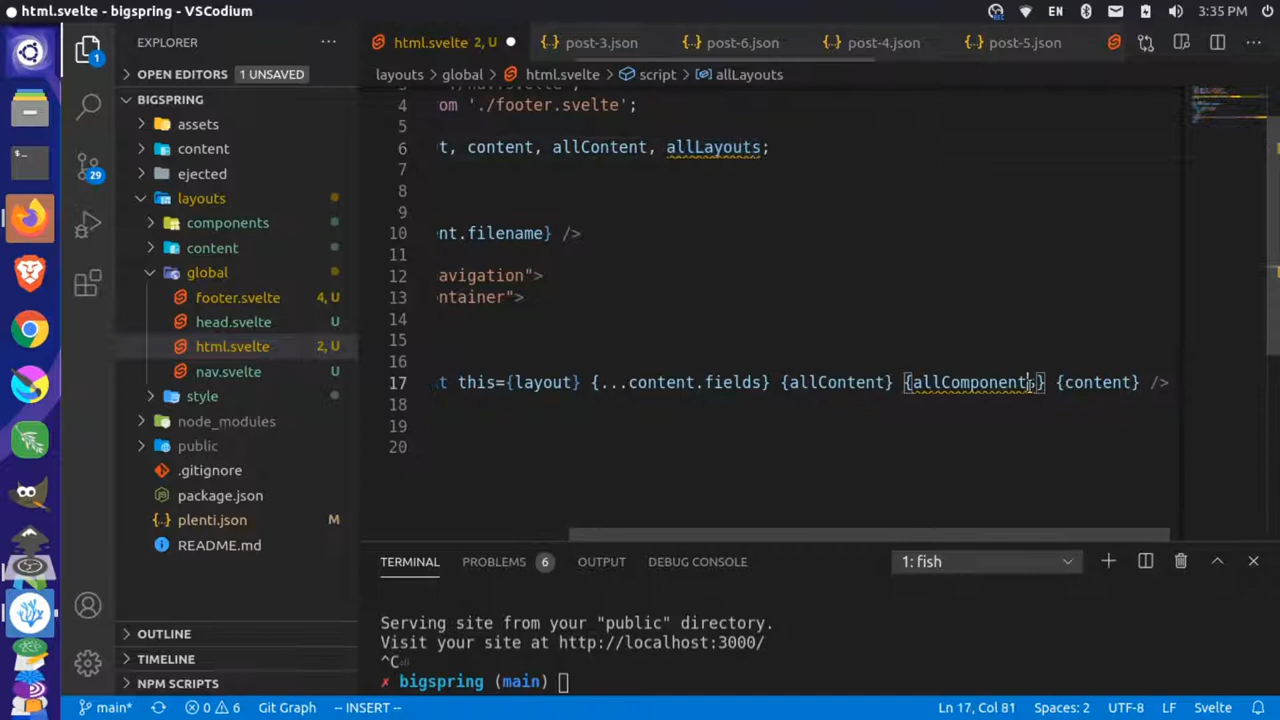 html.svelte - bigspring - VSCodium
EN
3:35 PM
EXPLORER
OPEN EDITORS 1 UNSAVED
BIGSPRING
assets
content
ejected
layouts
components
content
global
footer.svelte 4, U
head.svelte U
html.svelte 2, U
nav.svelte U
style
node_modules
public
.gitignore
package.json
plenti.json M
README.md
OUTLINE
TIMELINE
NPM SCRIPTS
1
29
html.svelte 2, U
post-3.json
post-6.json
post-4.json
post-5.json
layouts > global > html.svelte > script > allLayouts
4 om './footer.svelte';
5
6 t, content, allContent, allLayouts;
7
8
9
10 nt.filename} />
11
12 avigation">
13 ntainer">
14
15
16
17 t this={layout} {...content.fields} {allContent} {allComponents} {content} />
18
19
20
TERMINAL PROBLEMS 6 OUTPUT DEBUG CONSOLE 1: fish
Serving site from your "public" directory.
Visit your site at http://localhost:3000/
^C⏎
✗ bigspring (main)
main* 0 6 Git Graph -- INSERT -- Ln 17, Col 81 Spaces: 2 UTF-8 LF Svelte